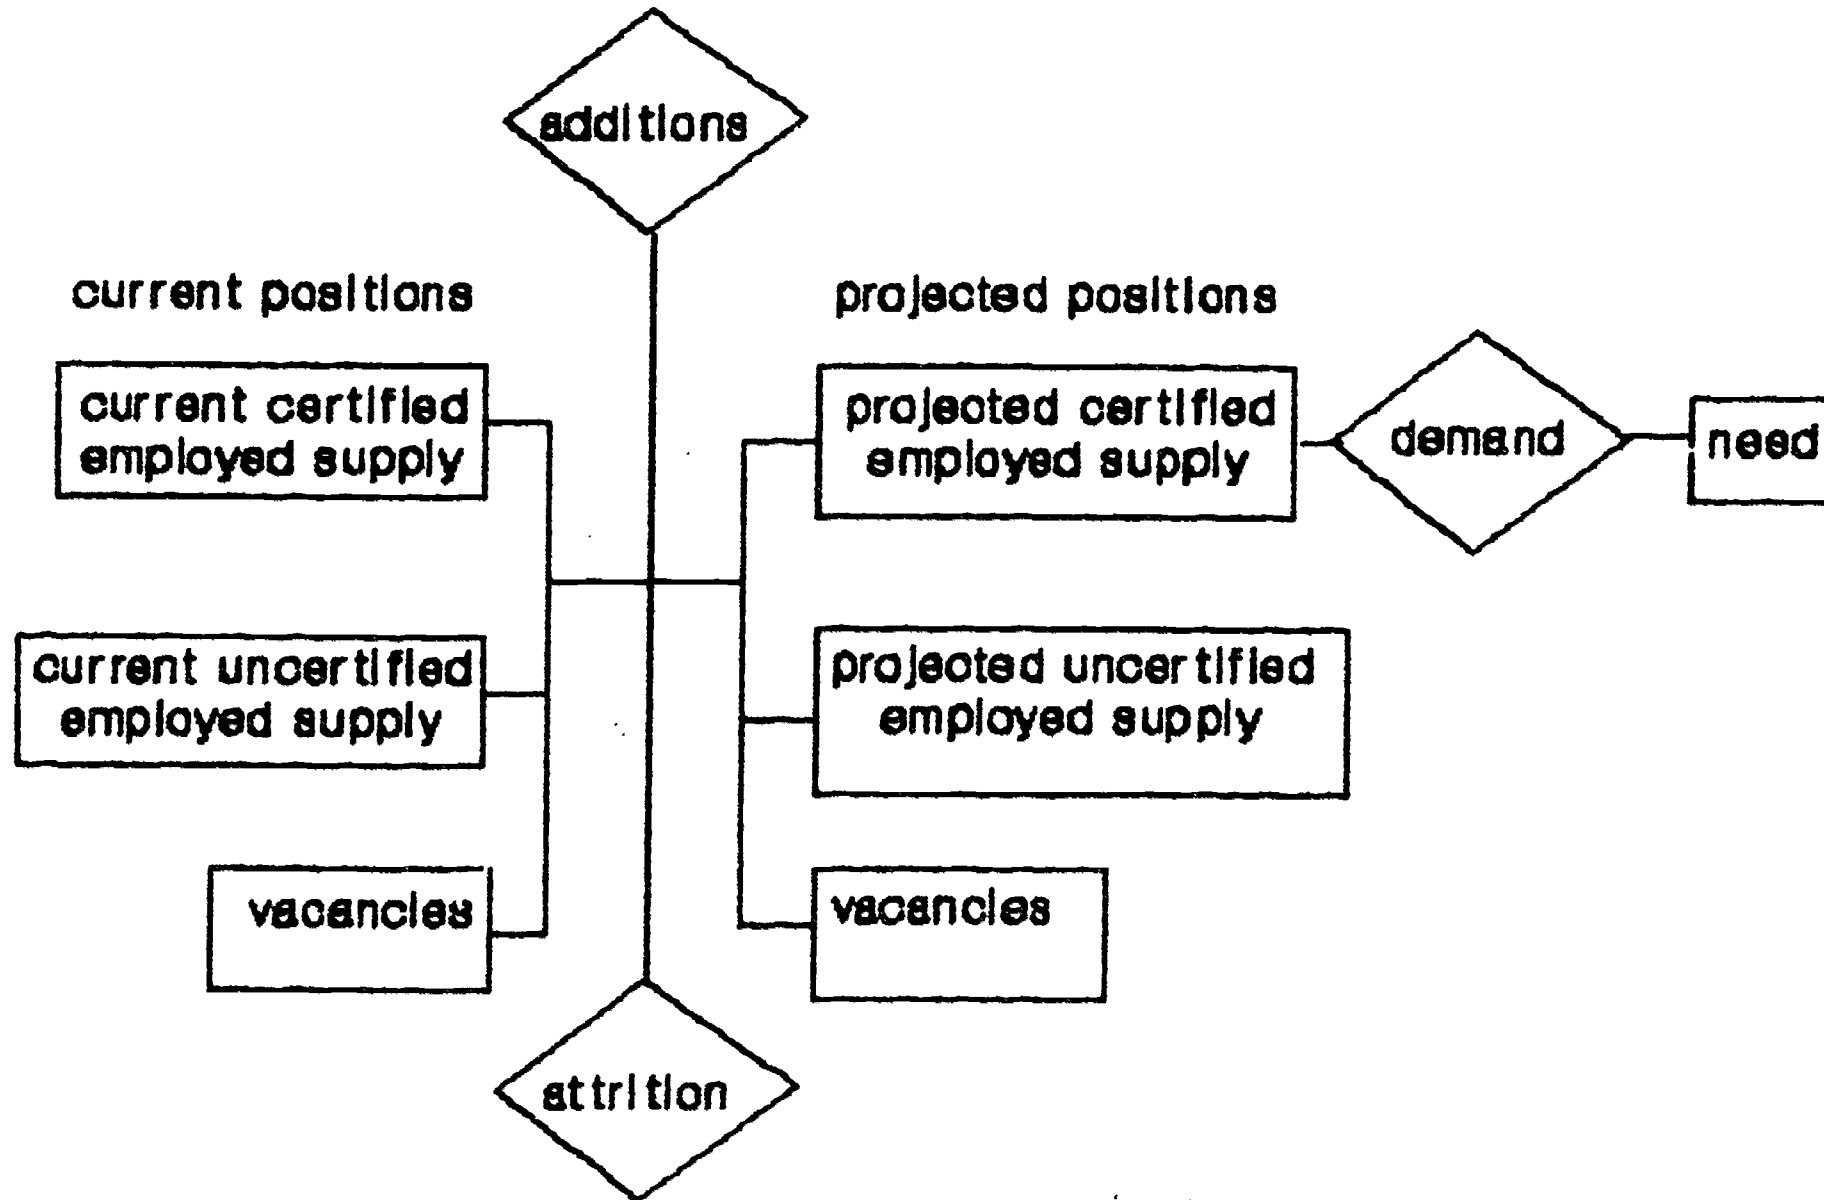 additions
current positions
projected positions
current certified
employed supply
projected certified
employed supply
demand
need
current uncertified
employed supply
projected uncertified
employed supply
vacancies
vacancies
attrition